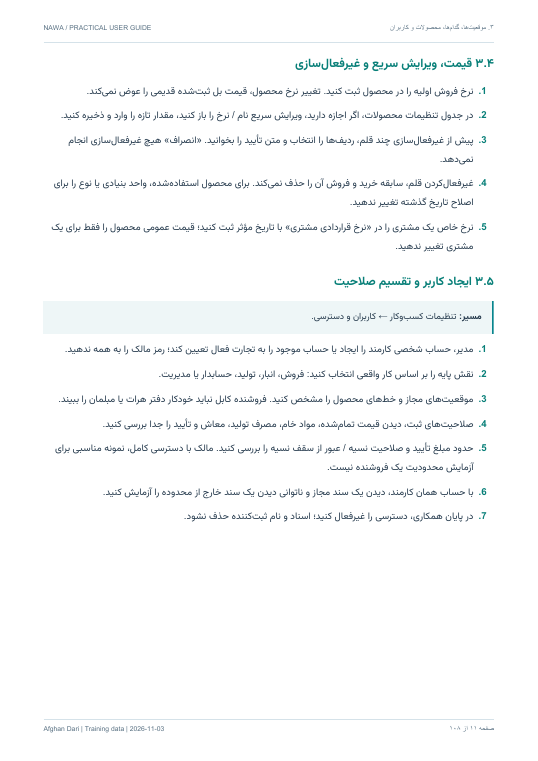 NAWA / PRACTICAL USER GUIDE
۳. موقعیت‌ها، گدام‌ها، محصولات و کاربران
۳.۴ قیمت، ویرایش سریع و غیرفعال‌سازی
1. نرخ فروش اولیه را در محصول ثبت کنید. تغییر نرخ محصول، قیمت بل ثبت‌شده قدیمی را عوض نمی‌کند.
2. در جدول تنظیمات محصولات، اگر اجازه دارید، ویرایش سریع نام / نرخ را باز کنید، مقدار تازه را وارد و ذخیره کنید.
3. پیش از غیرفعال‌سازی چند قلم، ردیف‌ها را انتخاب و متن تأیید را بخوانید. «انصراف» هیچ غیرفعال‌سازی انجام
نمی‌دهد.
4. غیرفعال‌کردن قلم، سابقه خرید و فروش آن را حذف نمی‌کند. برای محصول استفاده‌شده، واحد بنیادی یا نوع را برای
اصلاح تاریخ گذشته تغییر ندهید.
5. نرخ خاص یک مشتری را در «نرخ قراردادی مشتری» با تاریخ مؤثر ثبت کنید؛ قیمت عمومی محصول را فقط برای یک
مشتری تغییر ندهید.
۳.۵ ایجاد کاربر و تقسیم صلاحیت
مسیر: تنظیمات کسب‌وکار ← کاربران و دسترسی.
1. مدیر، حساب شخصی کارمند را ایجاد یا حساب موجود را به تجارت فعال تعیین کند؛ رمز مالک را به همه ندهید.
2. نقش پایه را بر اساس کار واقعی انتخاب کنید: فروش، انبار، تولید، حسابدار یا مدیریت.
3. موقعیت‌های مجاز و خط‌های محصول را مشخص کنید. فروشنده کابل نباید خودکار دفتر هرات یا مبلمان را ببیند.
4. صلاحیت‌های ثبت، دیدن قیمت تمام‌شده، مواد خام، مصرف تولید، معاش و تأیید را جدا بررسی کنید.
5. حدود مبلغ تأیید و صلاحیت نسیه / عبور از سقف نسیه را بررسی کنید. مالک با دسترسی کامل، نمونه مناسبی برای
آزمایش محدودیت یک فروشنده نیست.
6. با حساب همان کارمند، دیدن یک سند مجاز و ناتوانی دیدن یک سند خارج از محدوده را آزمایش کنید.
7. در پایان همکاری، دسترسی را غیرفعال کنید؛ اسناد و نام ثبت‌کننده حذف نشود.
Afghan Dari | Training data | 2026-11-03
صفحه ۱۱ از ۱۰۸